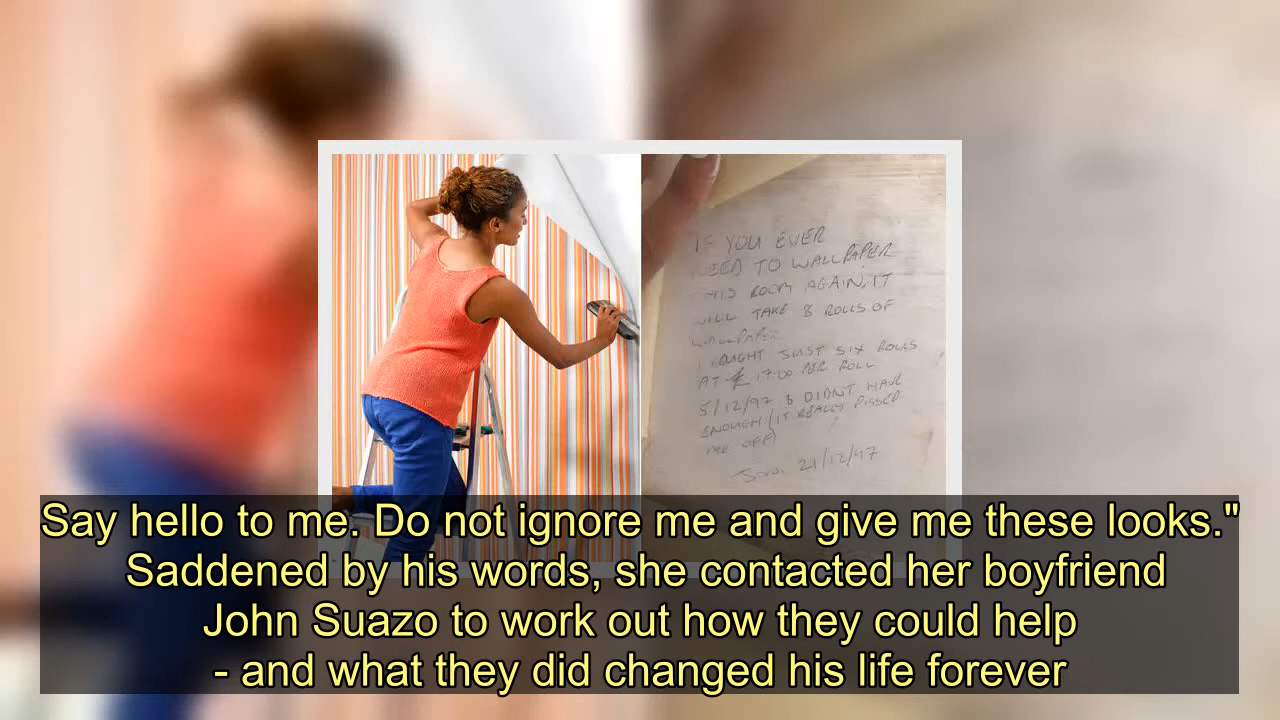 IF YOU EVER
NEED TO WALLPAPER
THIS ROOM AGAIN, IT
WILL TAKE 8 ROLLS OF
WALLPAPER.
I BOUGHT JUST SIX ROLLS
AT £17.00 PER ROLL
5/12/97 & DIDNT HAVE
ENOUGH (IT REALLY PISSED
ME OFF)
21/12/97
Say hello to me. Do not ignore me and give me these looks."
Saddened by his words, she contacted her boyfriend
John Suazo to work out how they could help
- and what they did changed his life forever